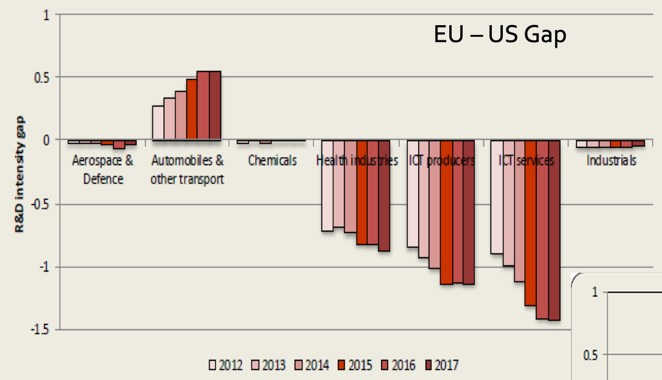 EU – US Gap
1
0.5
0
-0.5
-1
-1.5
R&D intensity gap
Aerospace &
Defence
Automobiles &
other transport
Chemicals
Health industries
ICT producers
ICT services
Industrials
2012 2013 2014 2015 2016 2017
1
0.5